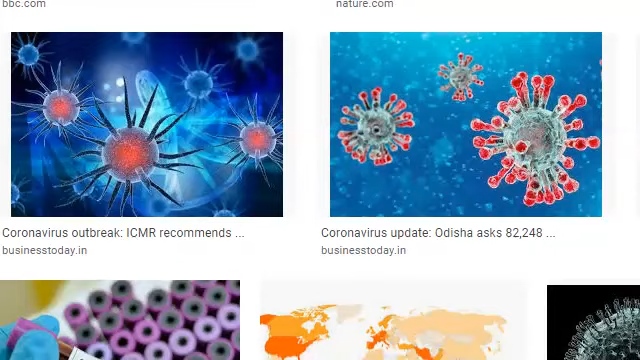 bbc.com
nature.com
Coronavirus outbreak: ICMR recommends ...
Coronavirus update: Odisha asks 82,248 ...
businesstoday.in
businesstoday.in